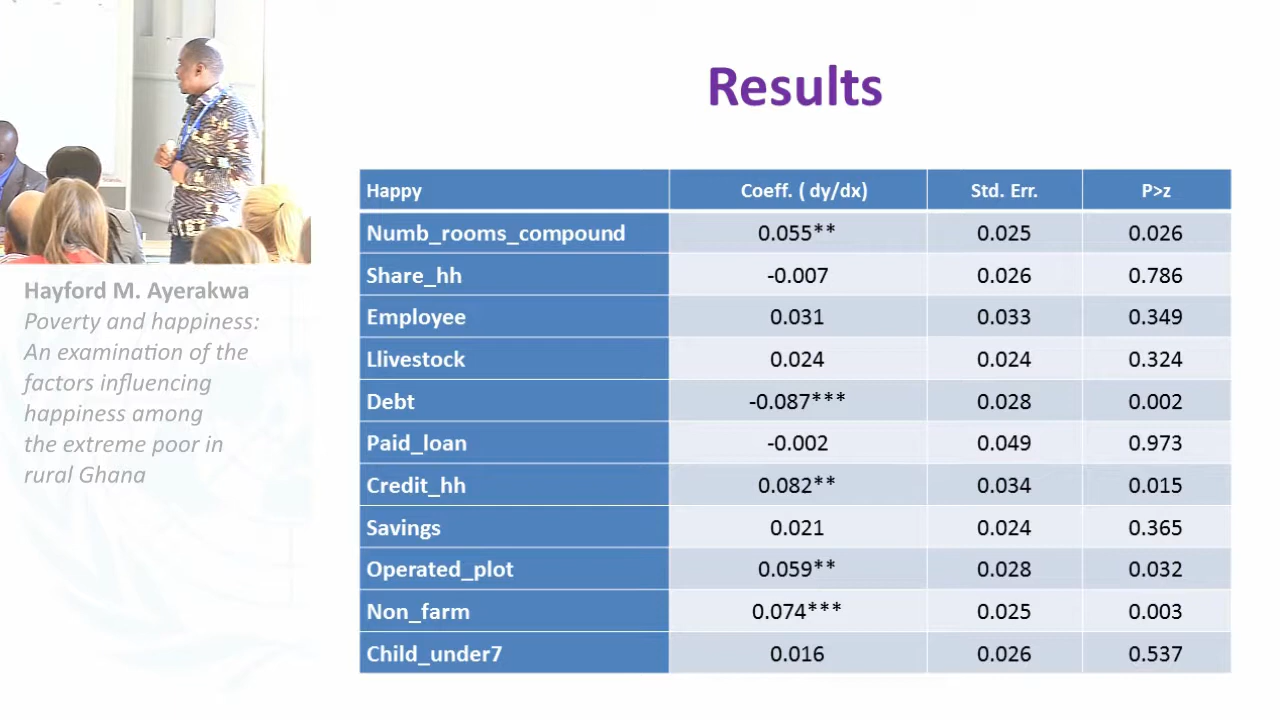 Results
Happy Coeff. ( dy/dx) Std. Err. P>z
Numb_rooms_compound 0.055** 0.025 0.026
Share_hh -0.007 0.026 0.786
Employee 0.031 0.033 0.349
Llivestock 0.024 0.024 0.324
Debt -0.087*** 0.028 0.002
Paid_loan -0.002 0.049 0.973
Credit_hh 0.082** 0.034 0.015
Savings 0.021 0.024 0.365
Operated_plot 0.059** 0.028 0.032
Non_farm 0.074*** 0.025 0.003
Child_under7 0.016 0.026 0.537
Hayford M. Ayerakwa
Poverty and happiness:
An examination of the
factors influencing
happiness among
the extreme poor in
rural Ghana